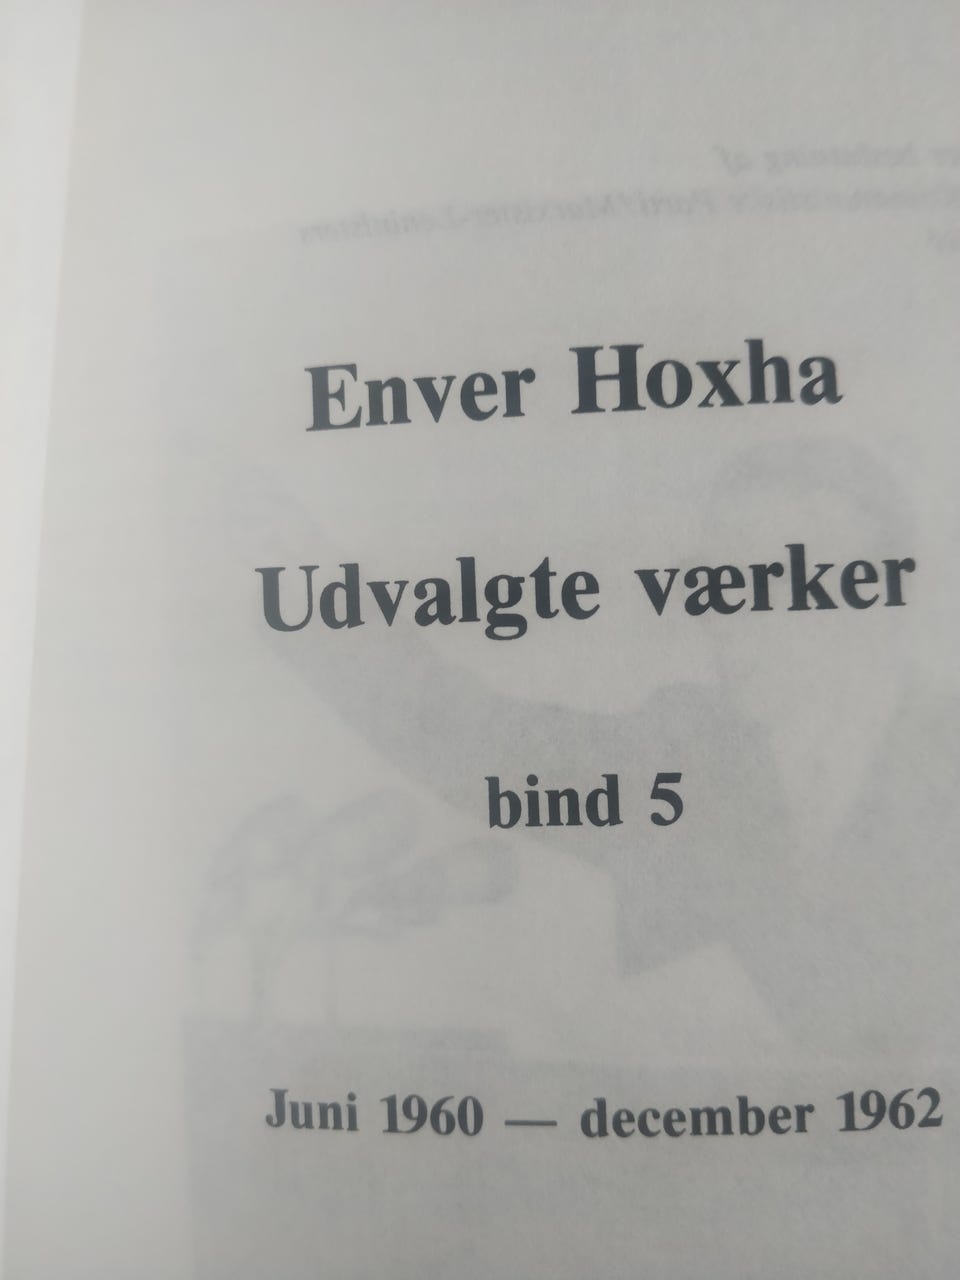 Enver Hoxha
Udvalgte værker
bind 5
Juni 1960 — december 1962